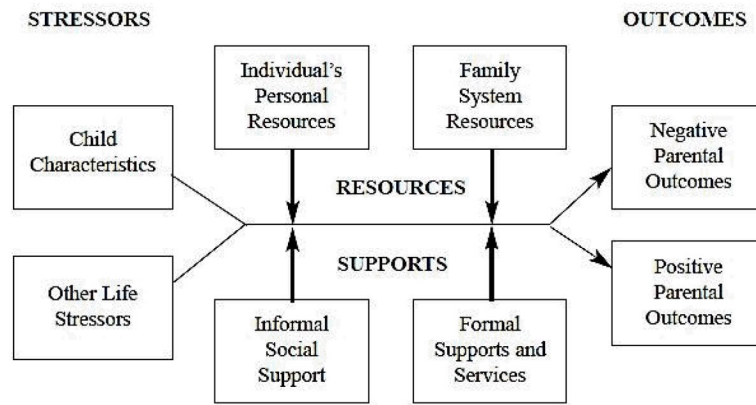 STRESSORS
OUTCOMES
Individual’s
Personal
Resources
Family
System
Resources
Child
Characteristics
Negative
Parental
Outcomes
RESOURCES
SUPPORTS
Other Life
Stressors
Positive
Parental
Outcomes
Informal
Social
Support
Formal
Supports and
Services